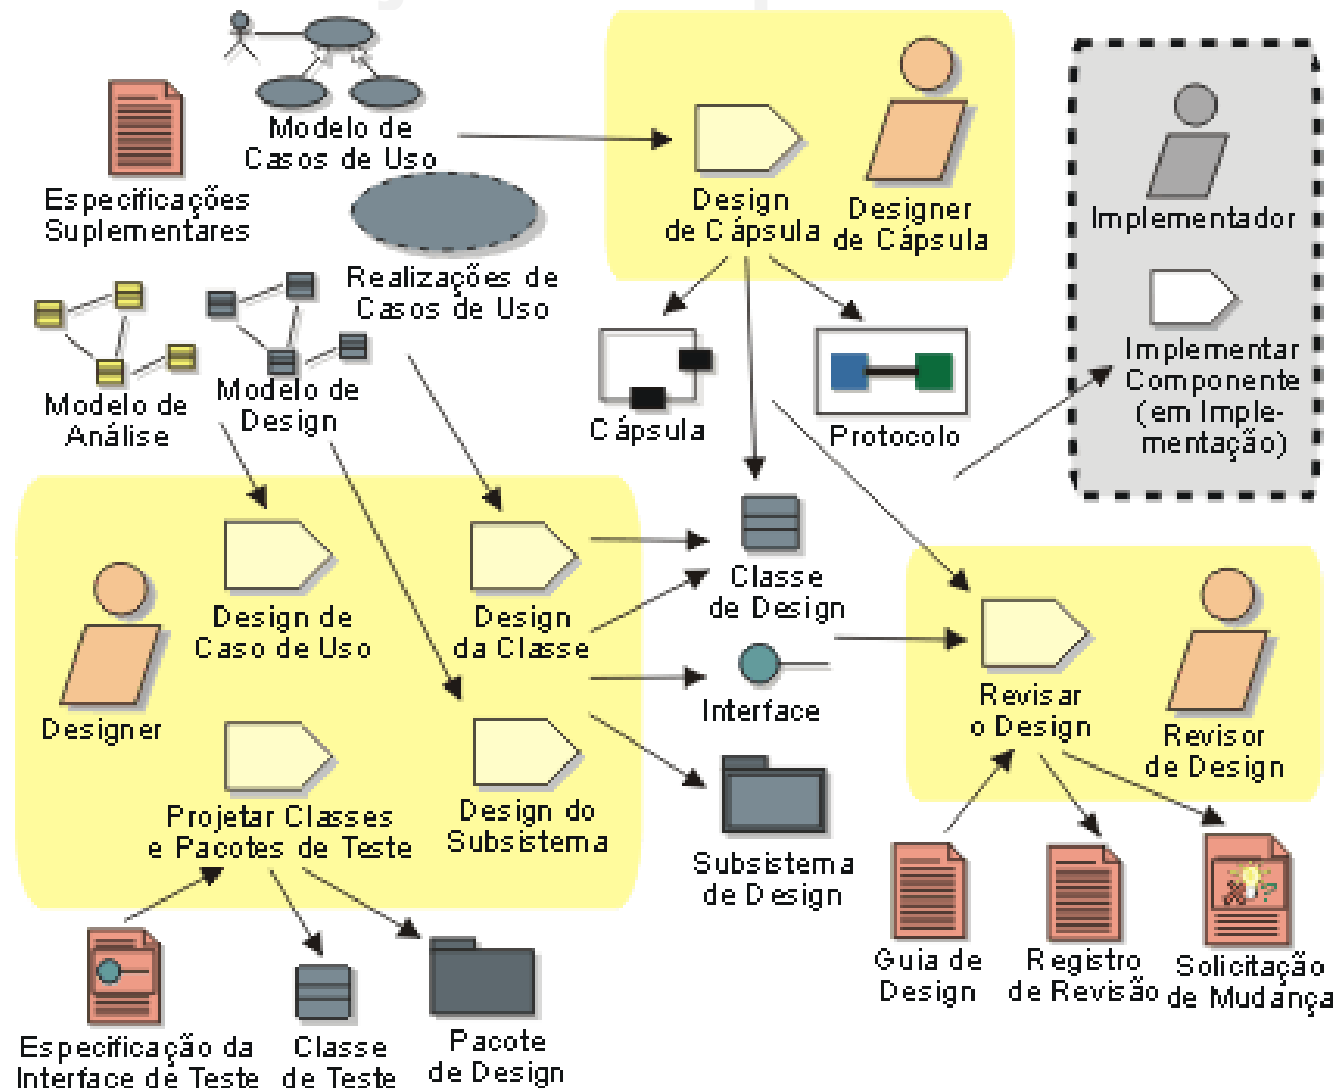 Modelo de
Casos de Uso
Especificações
Suplementares
Realizações de
Casos de Uso
Modelo de
Análise
Modelo de
Design
Design
de Cápsula
Designer
de Cápsula
Implementador
Implementar
Componente
(em Imple-
mentação)
Cápsula
Protocolo
Designer
Design de
Caso de Uso
Design
da Classe
Projetar Classes
e Pacotes de Teste
Design do
Subsistema
Classe
de Design
Interface
Subsistema
de Design
Revisar
o Design
Revisor
de Design
Guia de
Design
Registro
de Revisão
Solicitação
de Mudança
Especificação da
Interface de Teste
Classe
de Teste
Pacote
de Design